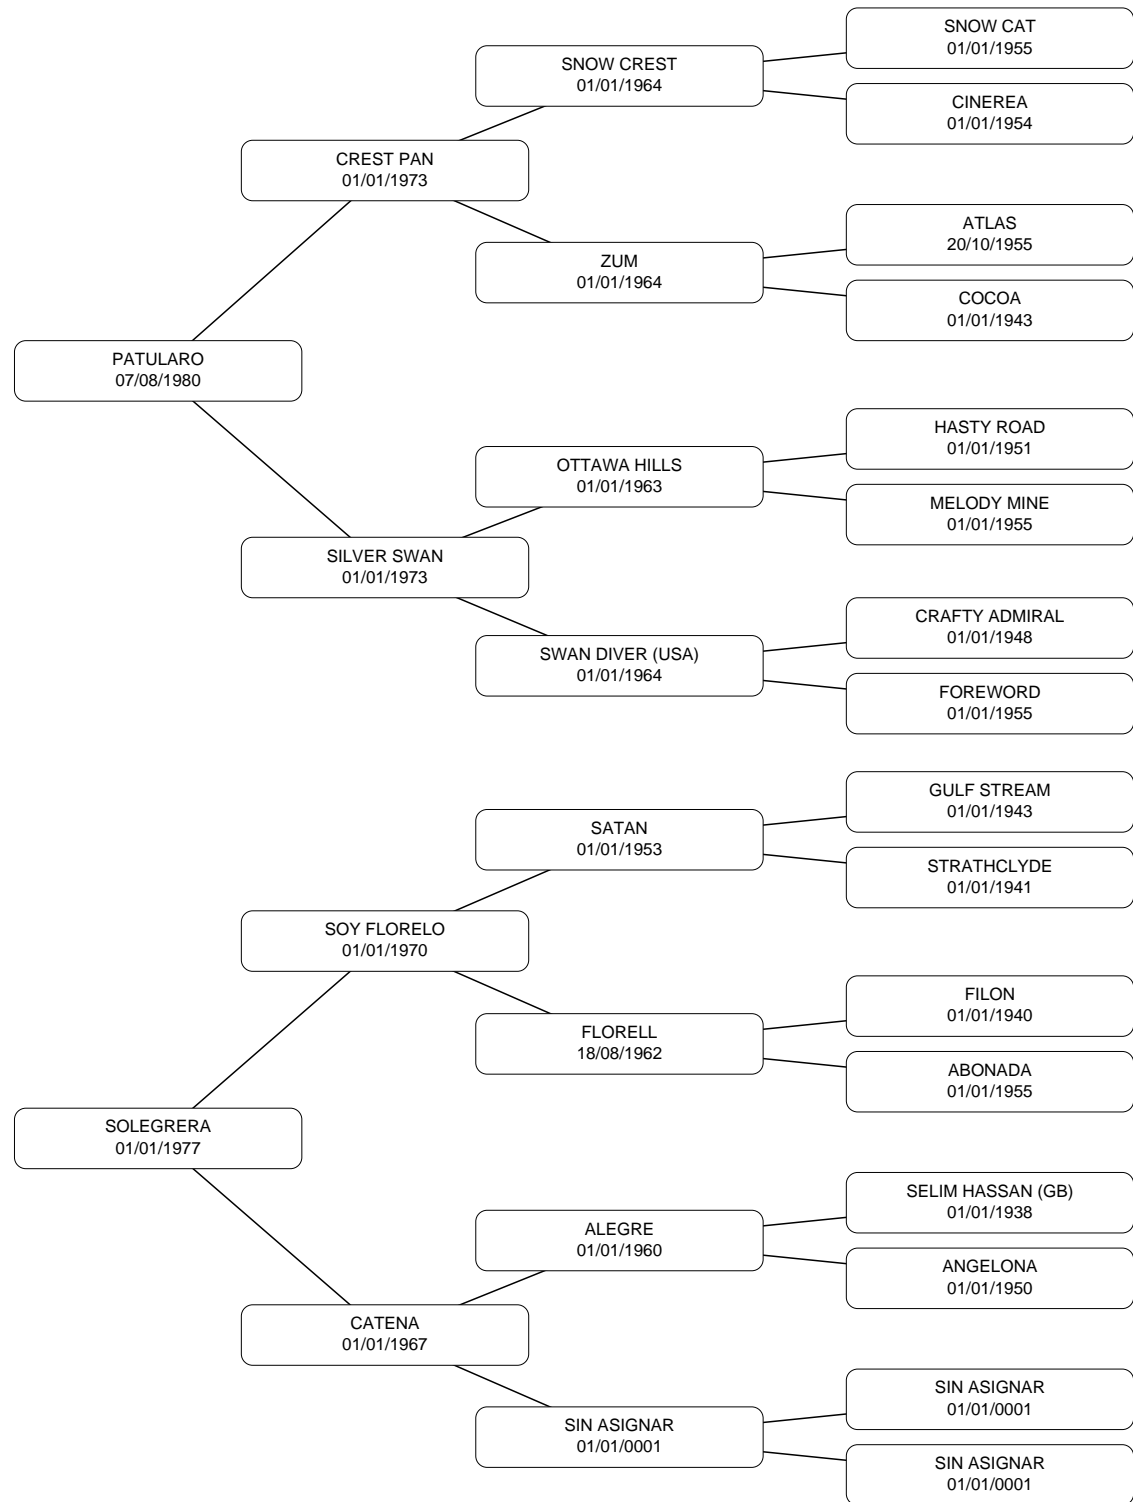 SNOW CAT
01/01/1955
SNOW CREST
01/01/1964
CINEREA
01/01/1954
CREST PAN
01/01/1973
ATLAS
20/10/1955
ZUM
01/01/1964
COCOA
01/01/1943
PATULARO
07/08/1980
HASTY ROAD
01/01/1951
OTTAWA HILLS
01/01/1963
MELODY MINE
01/01/1955
SILVER SWAN
01/01/1973
CRAFTY ADMIRAL
01/01/1948
SWAN DIVER (USA)
01/01/1964
FOREWORD
01/01/1955
GULF STREAM
01/01/1943
SATAN
01/01/1953
STRATHCLYDE
01/01/1941
SOY FLORELO
01/01/1970
FILON
01/01/1940
FLORELL
18/08/1962
ABONADA
01/01/1955
SOLEGRERA
01/01/1977
SELIM HASSAN (GB)
01/01/1938
ALEGRE
01/01/1960
ANGELONA
01/01/1950
CATENA
01/01/1967
SIN ASIGNAR
01/01/0001
SIN ASIGNAR
01/01/0001
SIN ASIGNAR
01/01/0001